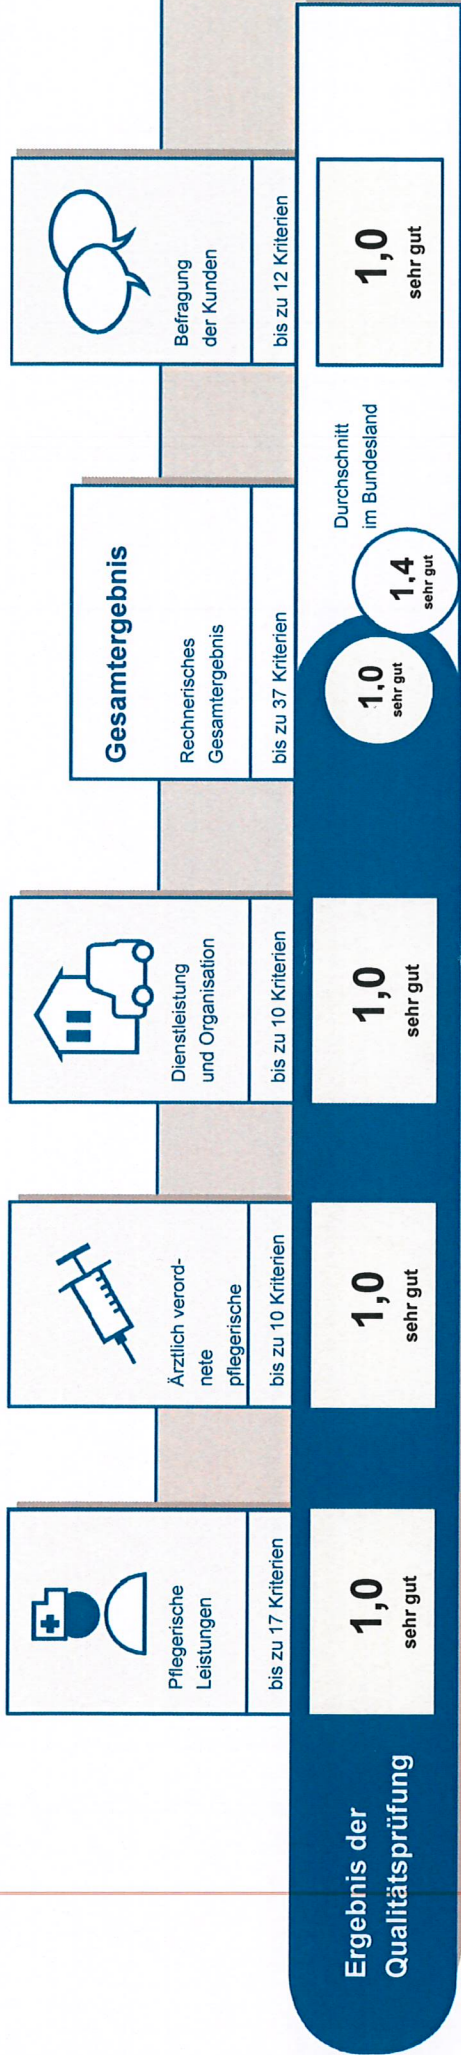 Ergebnis der
Qualitätsprüfung
Pflegerische
Leistungen
bis zu 17 Kriterien
1,0
sehr gut
Ärztlich verord-
nete
pflegerische
bis zu 10 Kriterien
1,0
sehr gut
Dienstleistung
und Organisation
bis zu 10 Kriterien
1,0
sehr gut
Gesamtergebnis
Rechnerisches
Gesamtergebnis
bis zu 37 Kriterien
1,0
sehr gut
1,4
sehr gut
Durchschnitt
im Bundesland
Befragung
der Kunden
bis zu 12 Kriterien
1,0
sehr gut